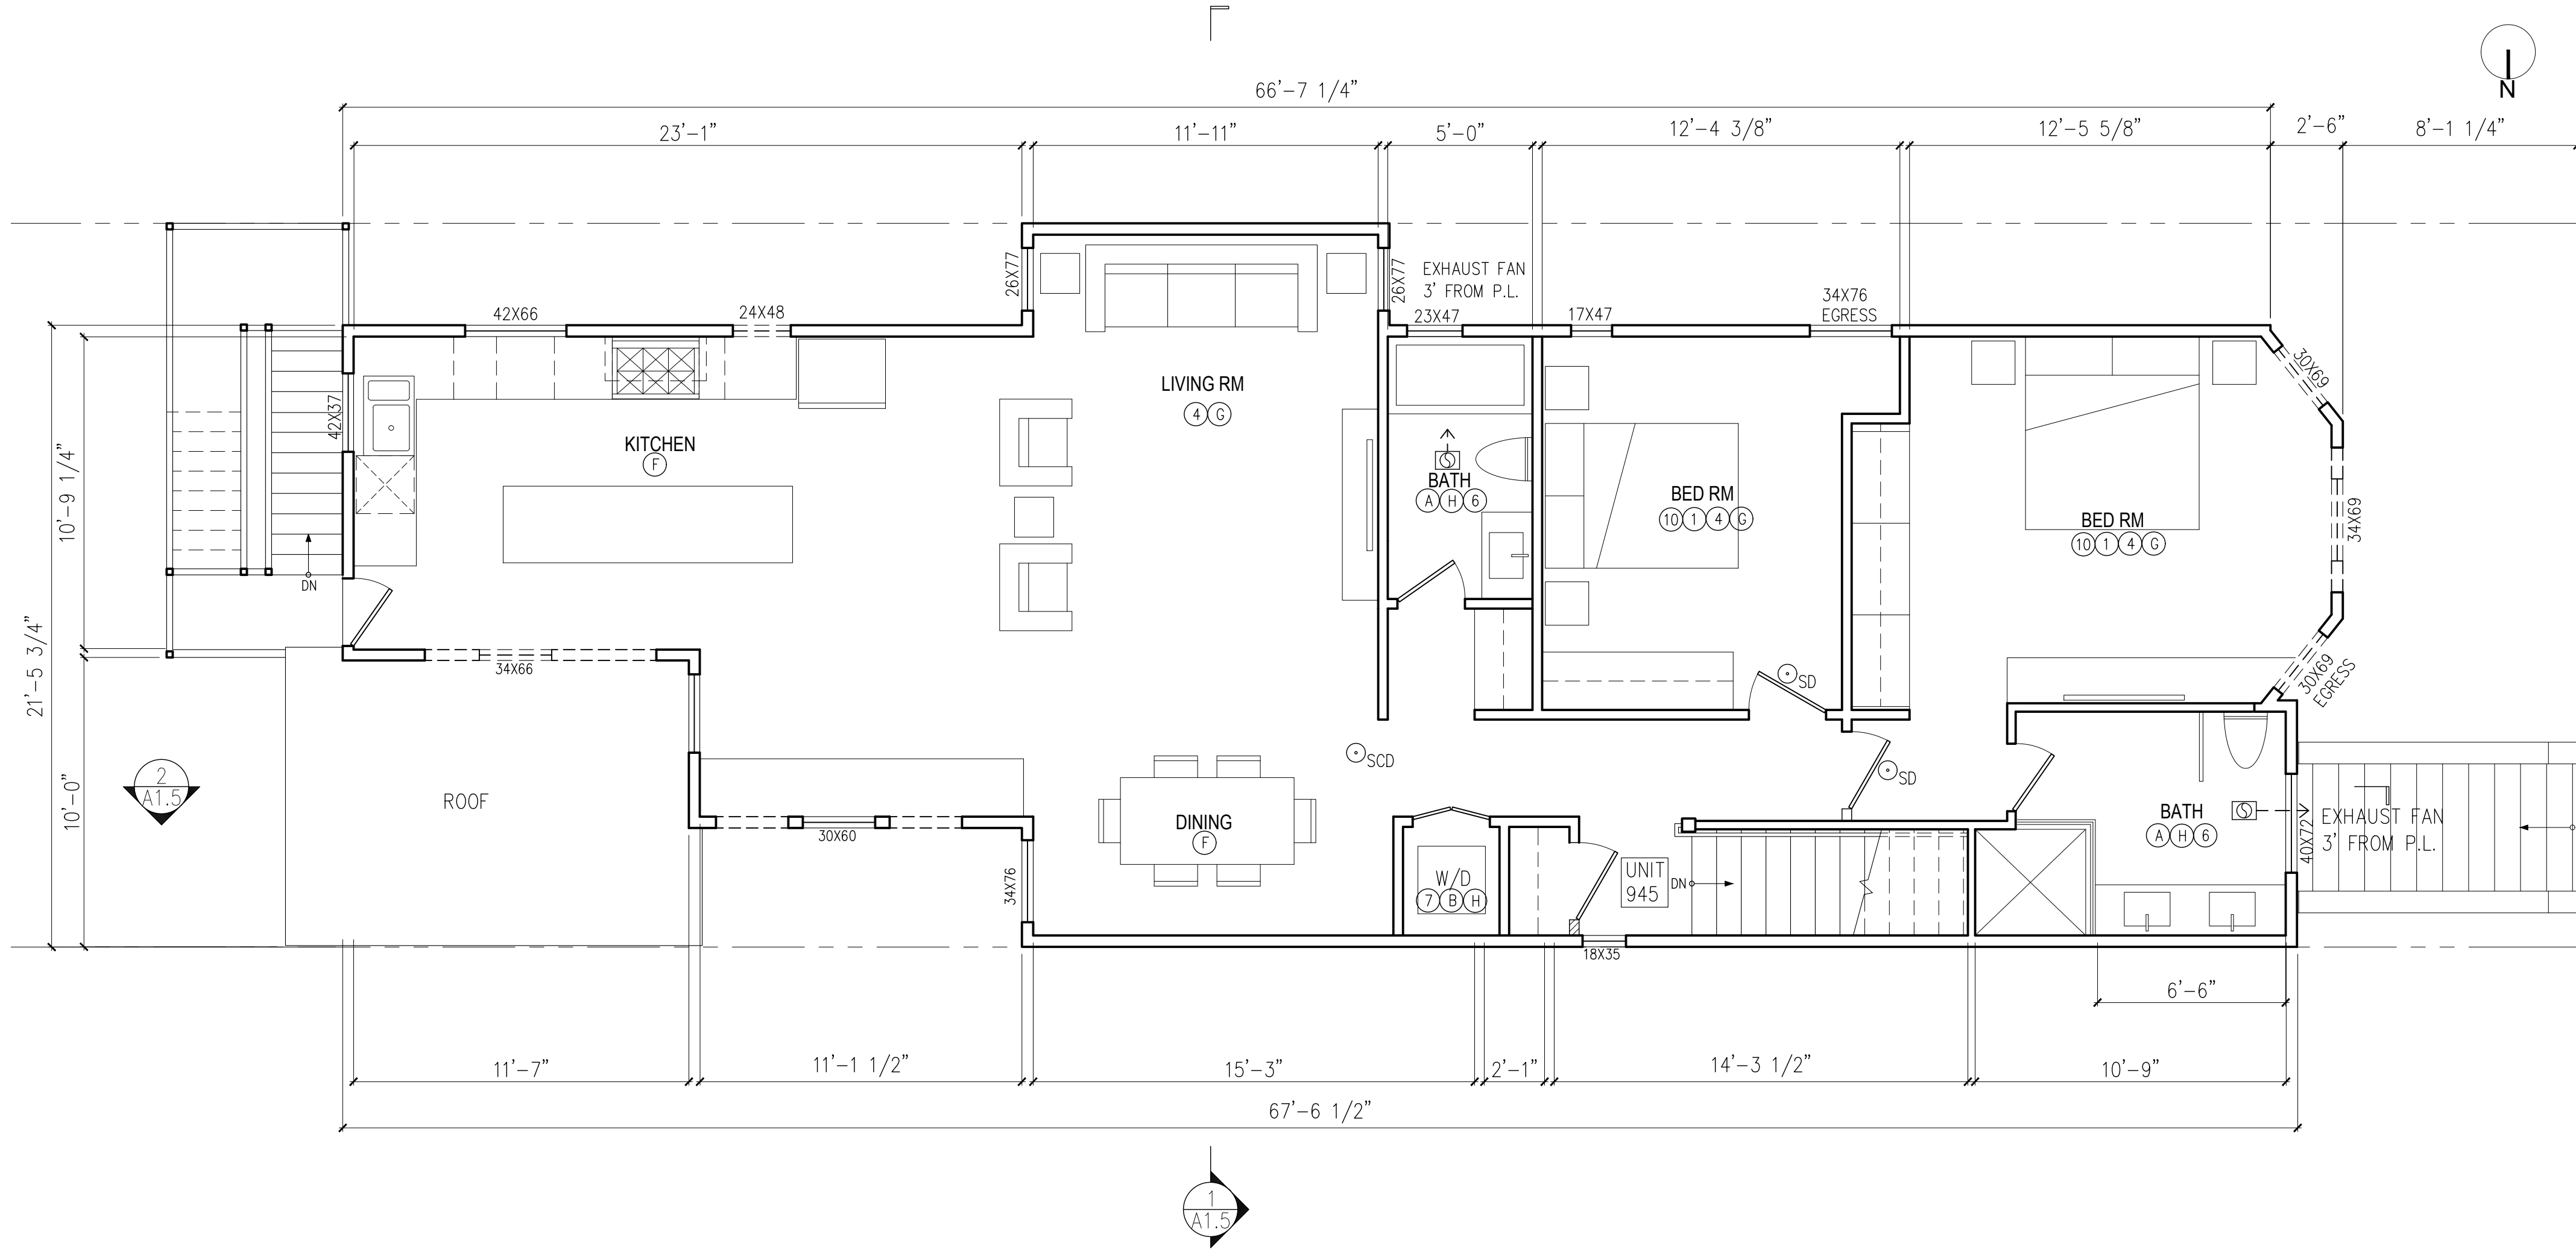 N
66'-7 1/4"
23'-1"
11'-11"
5'-0"
12'-4 3/8"
12'-5 5/8"
2'-6"
8'-1 1/4"
26X77
26X77
EXHAUST FAN
3' FROM P.L.
34X76
EGRESS
42X66
24X48
23X47
17X47
30X69
LIVING RM
4 G
42X37
KITCHEN
F
10'-9 1/4"
BATH
A H 6
BED RM
10 1 4 G
BED RM
10 1 4 G
34X69
DN
21'-5 3/4"
34X66
30X69
EGRESS
SD
SCD
SD
10'-0"
2
A1.5
ROOF
30X60
DINING
F
34X76
W/D
7 B H
UNIT
945
DN
BATH
A H 6
40X72
EXHAUST FAN
3' FROM P.L.
18X35
6'-6"
11'-7"
11'-1 1/2"
15'-3"
2'-1"
14'-3 1/2"
10'-9"
67'-6 1/2"
1
A1.5